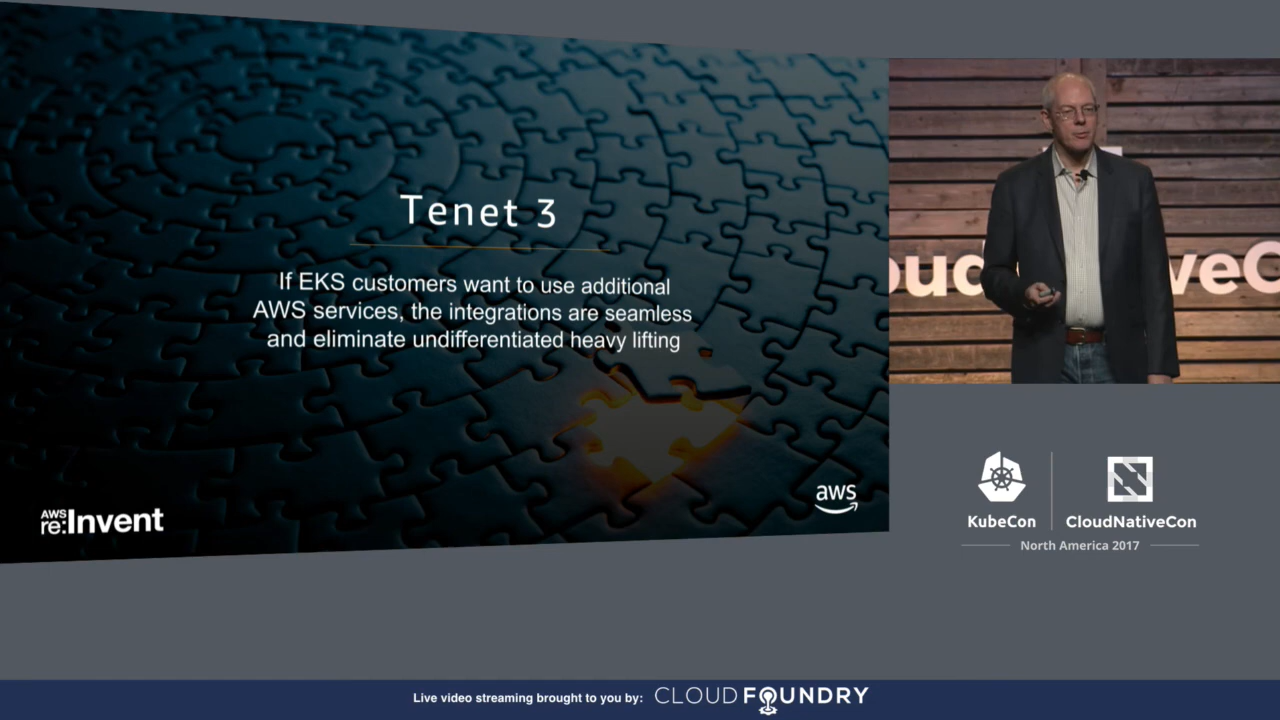 Tenet 3
If EKS customers want to use additional
AWS services, the integrations are seamless
and eliminate undifferentiated heavy lifting
AWS
re:Invent
aws
oud
veC
KubeCon
CloudNativeCon
North America 2017
Live video streaming brought to you by: CLOUD FOUNDRY